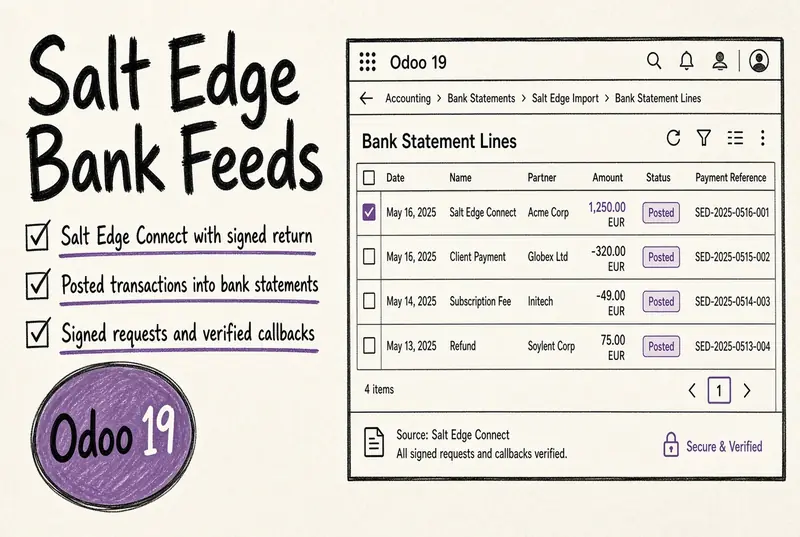 Salt Edge
Bank Feeds
Salt Edge Connect with signed return
Posted transactions into bank statements
Signed requests and verified callbacks
Odoo 19
Odoo 19
Accounting > Bank Statements > Salt Edge Import > Bank Statement Lines
Bank Statement Lines
Date Name Partner Amount Status Payment Reference
May 16, 2025 Salt Edge Connect Acme Corp 1,250.00 EUR Posted SED-2025-0516-001
May 16, 2025 Client Payment Globex Ltd -320.00 EUR Posted SED-2025-0515-002
May 14, 2025 Subscription Fee Initech -49.00 EUR Posted SED-2025-0514-003
May 13, 2025 Refund Soylent Corp 75.00 EUR Posted SED-2025-0513-004
4 items
1
Source: Salt Edge Connect
All signed requests and callbacks verified.
Secure & Verified